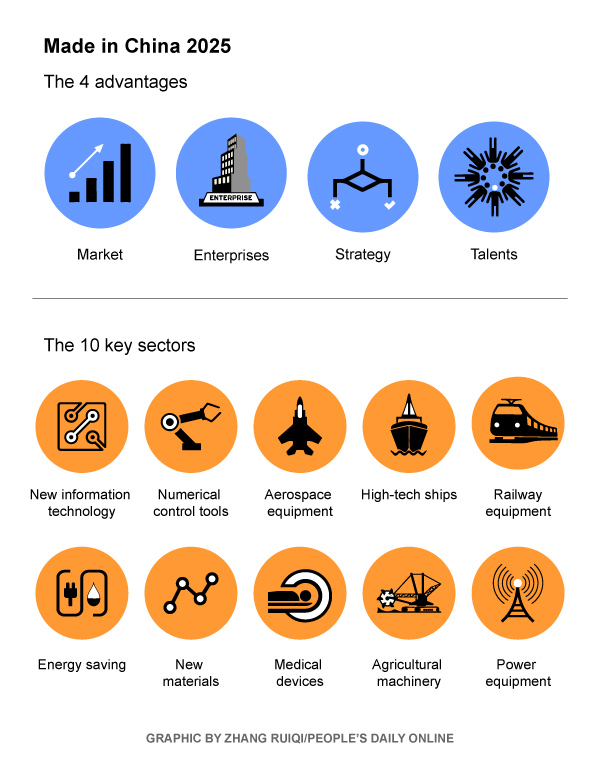 Made in China 2025
The 4 advantages
ENTERPRISE
Market
Enterprises
Strategy
Talents
The 10 key sectors
New information
technology
Numerical
control tools
Aerospace
equipment
High-tech ships
Railway
equipment
Energy saving
New
materials
Medical
devices
Agricultural
machinery
Power
equipment
GRAPHIC BY ZHANG RUIQI/PEOPLE'S DAILY ONLINE